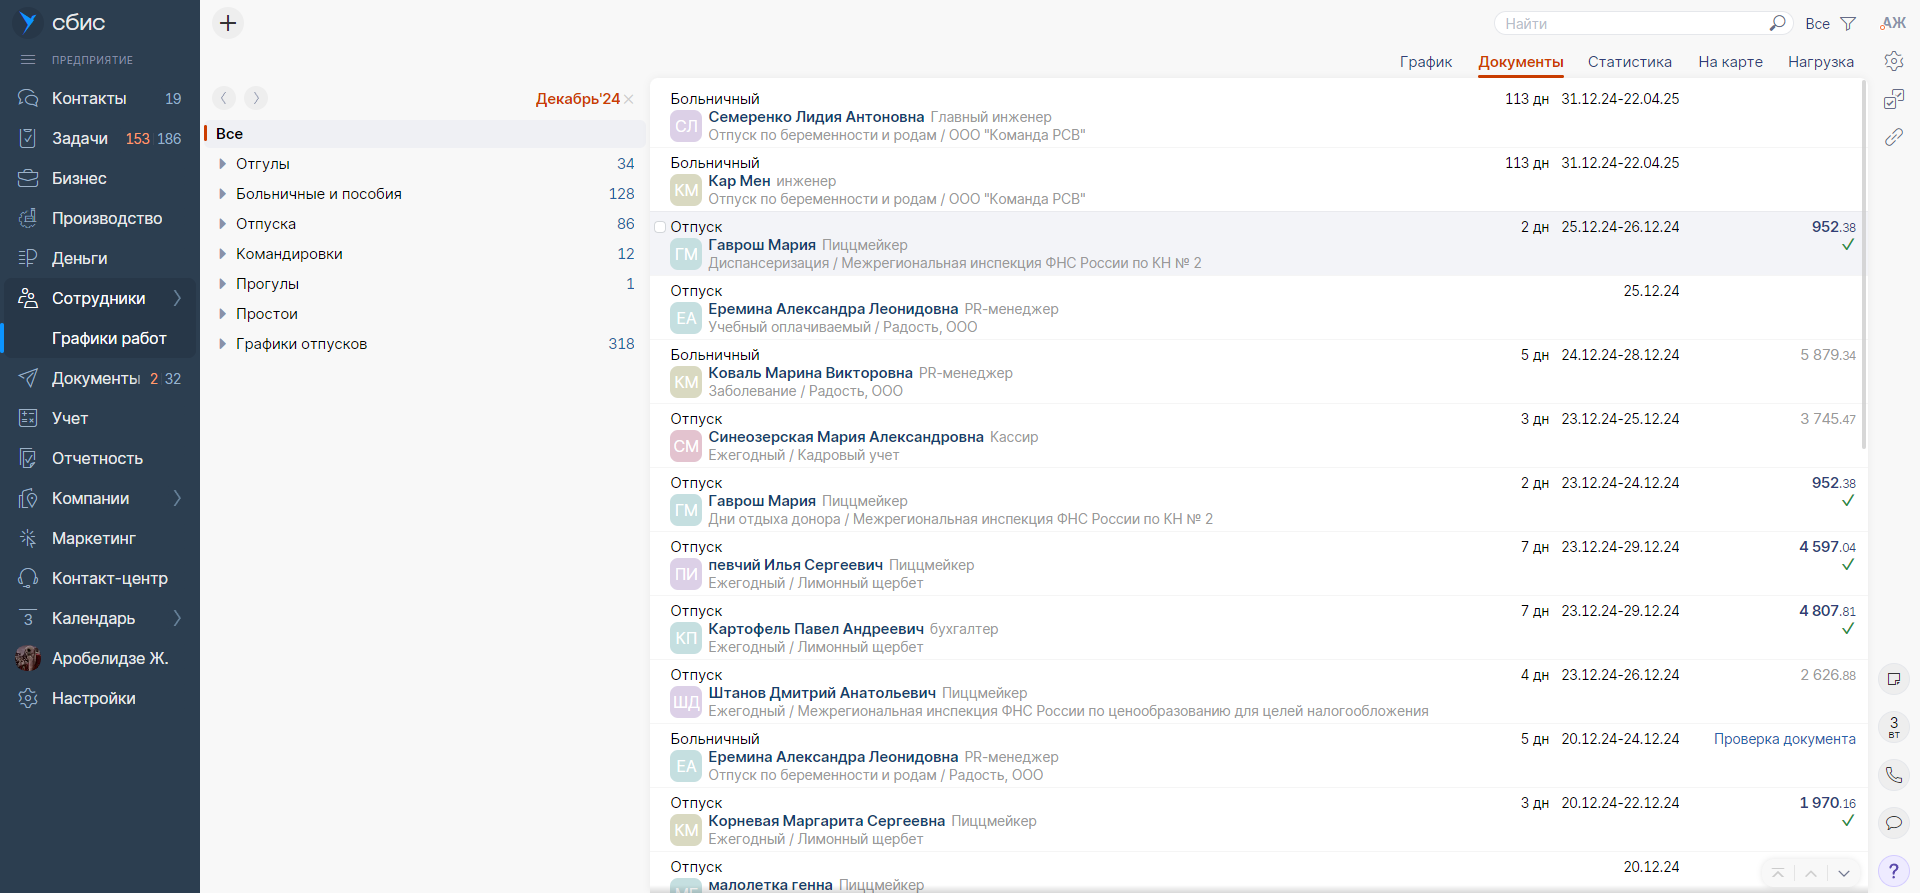 сбис
ПРЕДПРИЯТИЕ
Контакты 19
Задачи 153 186
Бизнес
Производство
Деньги
Сотрудники
Графики работ
Документы 2 32
Учет
Отчетность
Компании
Маркетинг
Контакт-центр
3 Календарь
Аробелидзе Ж.
Настройки
Найти
Все
АЖ
График Документы Статистика На карте Нагрузка
Декабрь'24
Все
Отгулы 34
Больничные и пособия 128
Отпуска 86
Командировки 12
Прогулы 1
Простои
Графики отпусков 318
Больничный 113 дн 31.12.24-22.04.25
СЛ Семеренко Лидия Антоновна Главный инженер
Отпуск по беременности и родам / ООО "Команда РСВ"
Больничный 113 дн 31.12.24-22.04.25
КМ Кар Мен инженер
Отпуск по беременности и родам / ООО "Команда РСВ"
Отпуск 2 дн 25.12.24-26.12.24 952.38
ГМ Гаврош Мария Пиццмейкер
Диспансеризация / Межрегиональная инспекция ФНС России по КН № 2
Отпуск 25.12.24
ЕА Еремина Александра Леонидовна PR-менеджер
Учебный оплачиваемый / Радость, ООО
Больничный 5 дн 24.12.24-28.12.24 5 879.34
КМ Коваль Марина Викторовна PR-менеджер
Заболевание / Радость, ООО
Отпуск 3 дн 23.12.24-25.12.24 3 745.47
СМ Синеозерская Мария Александровна Кассир
Ежегодный / Кадровый учет
Отпуск 2 дн 23.12.24-24.12.24 952.38
ГМ Гаврош Мария Пиццмейкер
Дни отдыха донора / Межрегиональная инспекция ФНС России по КН № 2
Отпуск 7 дн 23.12.24-29.12.24 4 597.04
ПИ певчий Илья Сергеевич Пиццмейкер
Ежегодный / Лимонный щербет
Отпуск 7 дн 23.12.24-29.12.24 4 807.81
КП Картофель Павел Андреевич бухгалтер
Ежегодный / Лимонный щербет
Отпуск 4 дн 23.12.24-26.12.24 2 626.88
ШД Штанов Дмитрий Анатольевич Пиццмейкер
Ежегодный / Межрегиональная инспекция ФНС России по ценообразованию для целей налогообложения
Больничный 5 дн 20.12.24-24.12.24 Проверка документа
ЕА Еремина Александра Леонидовна PR-менеджер
Отпуск по беременности и родам / Радость, ООО
Отпуск 3 дн 20.12.24-22.12.24 1 970.16
КМ Корневая Маргарита Сергеевна Пиццмейкер
Ежегодный / Лимонный щербет
Отпуск 20.12.24
малолетка генна Пиццмейкер
3
вт
?